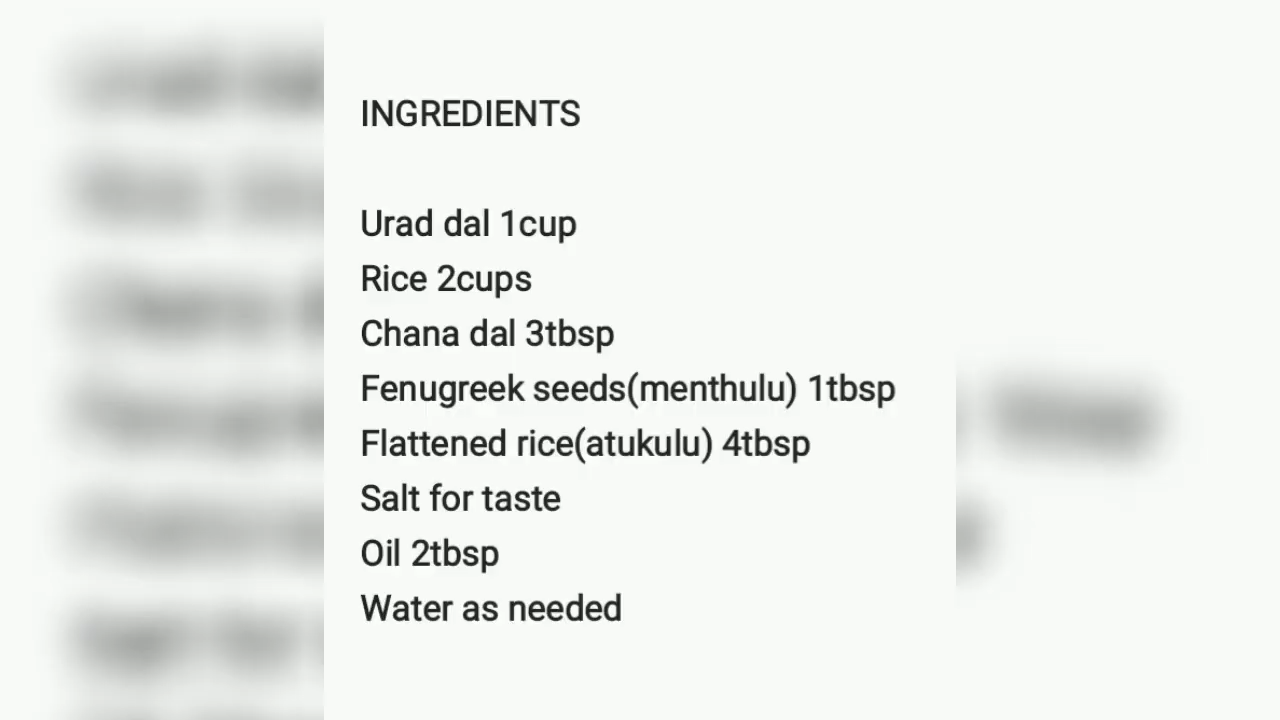 INGREDIENTS
Urad dal 1cup
Rice 2cups
Chana dal 3tbsp
Fenugreek seeds(menthulu) 1tbsp
Flattened rice(atukulu) 4tbsp
Salt for taste
Oil 2tbsp
Water as needed